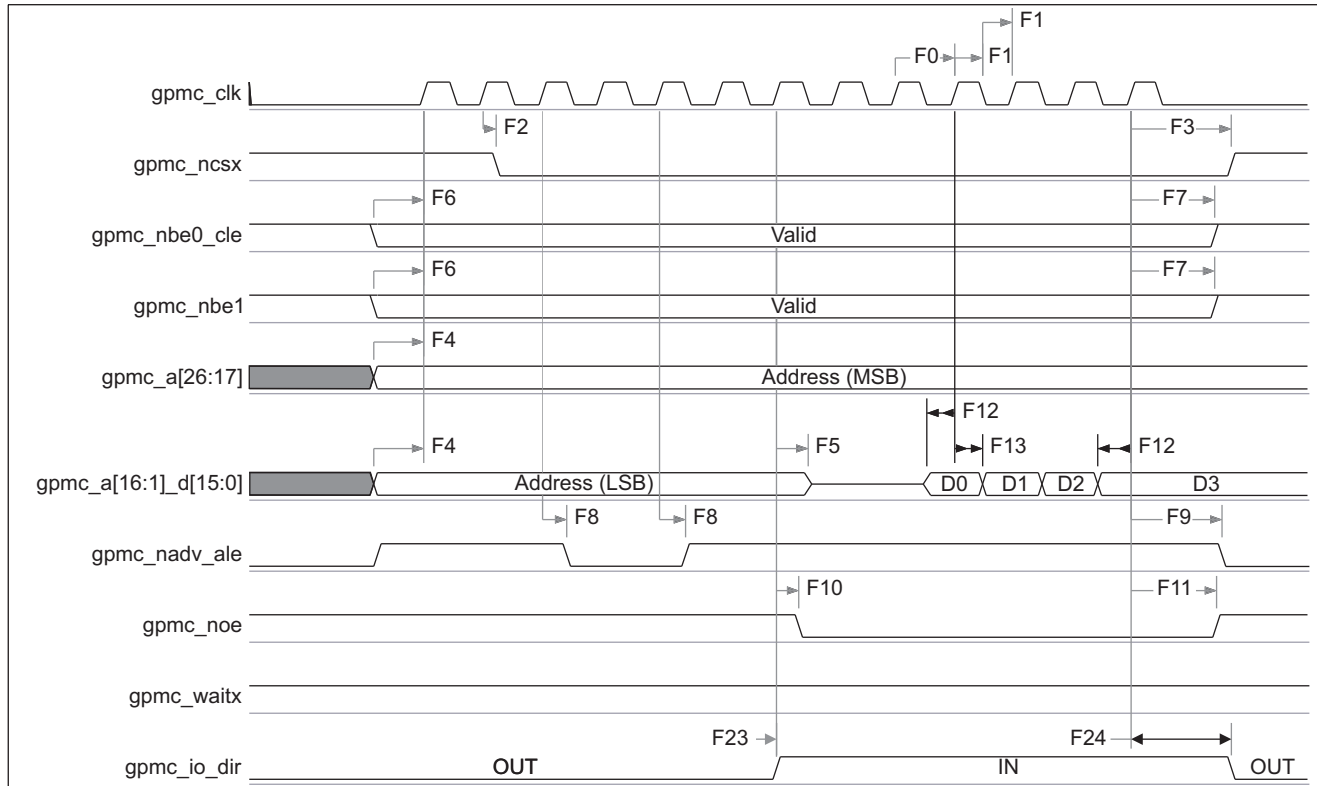 F1
F0 F1
gpmc_clk
F2 F3
gpmc_ncsx
F6 F7
gpmc_nbe0_cle Valid
F6 F7
gpmc_nbe1 Valid
F4
gpmc_a[26:17] Address (MSB)
F12
F4 F5 F13 F12
gpmc_a[16:1]_d[15:0] Address (LSB) D0 D1 D2 D3
F8 F8 F9
gpmc_nadv_ale
F10 F11
gpmc_noe
gpmc_waitx
F23 F24
gpmc_io_dir OUT IN OUT